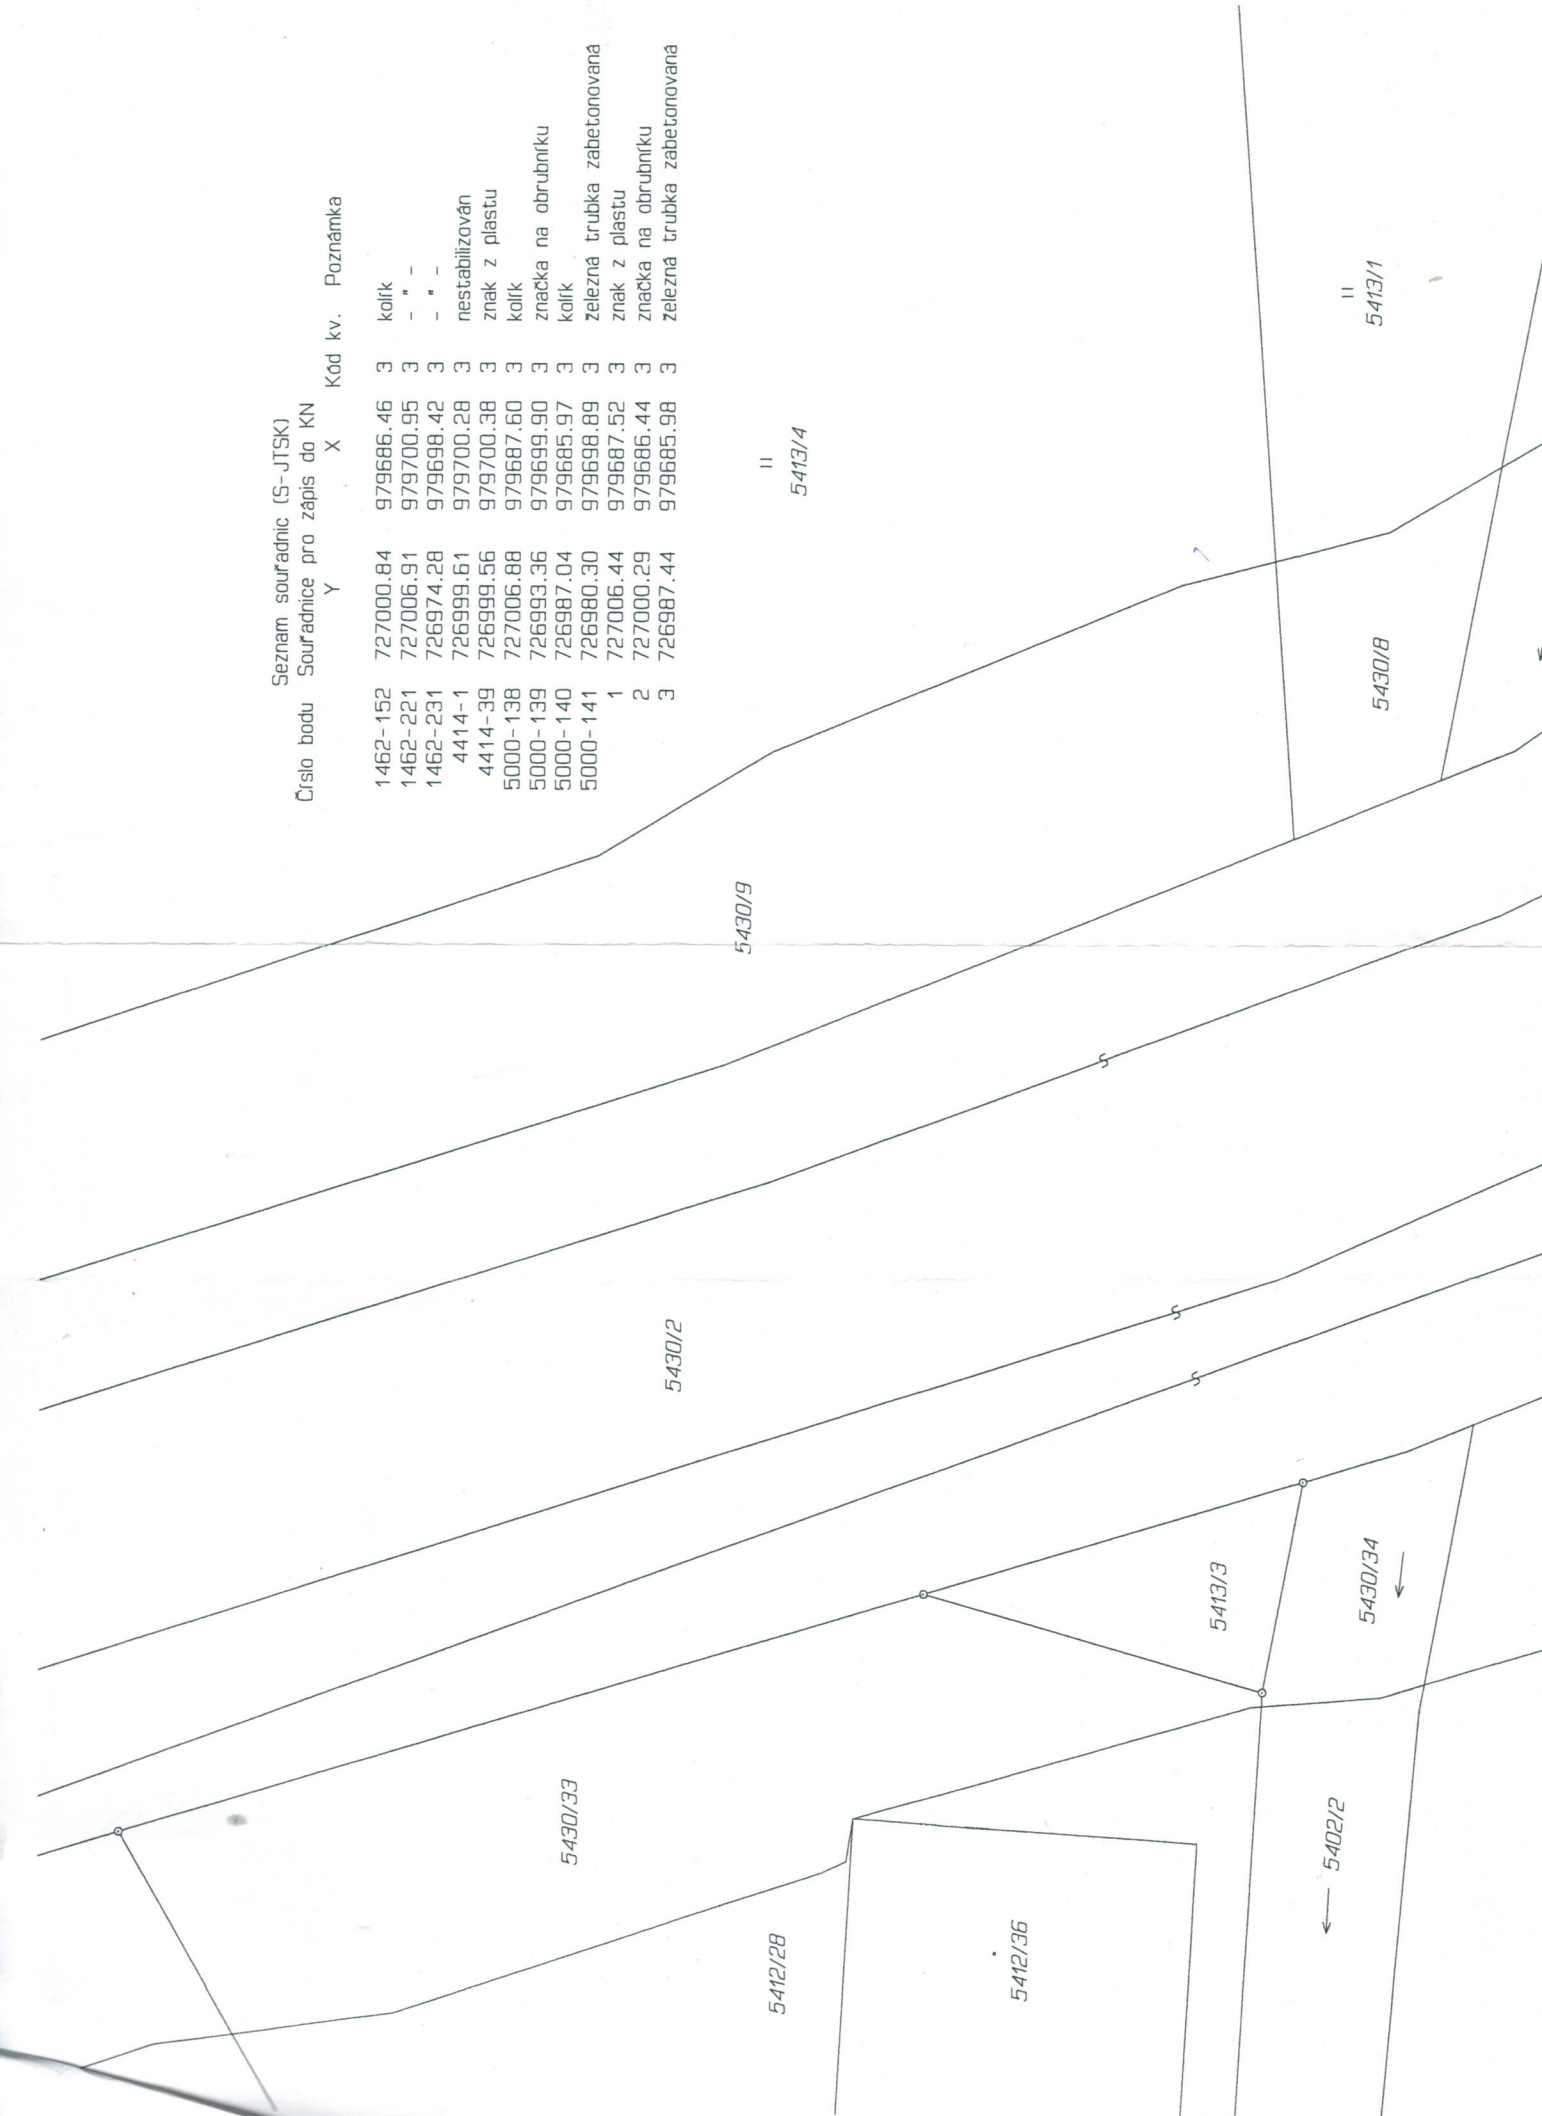 Seznam souřadnic (S-JTSK)
Číslo bodu Souřadnice pro zápis do KN
Y X Kód kv. Poznámka
1462-152 727000.84 979686.46 3 kolík
1462-221 727006.91 979700.95 3 - " -
1462-231 726974.28 979698.42 3 - " -
4414-1 726999.61 979700.28 3 nestabilizován
4414-39 726999.56 979700.38 3 znak z plastu
5000-138 727006.88 979687.60 3 kolík
5000-139 726993.36 979699.90 3 značka na obrubníku
5000-140 726987.04 979685.97 3 kolík
5000-141 726980.30 979698.89 3 železná trubka zabetonovaná
1 727006.44 979687.52 3 znak z plastu
2 727000.29 979686.44 3 značka na obrubníku
3 726987.44 979685.98 3 železná trubka zabetonovaná
5413/4
5413/1
5430/9
5430/8
5430/2
5413/3
5430/34
5430/33
5402/2
5412/28
5412/36